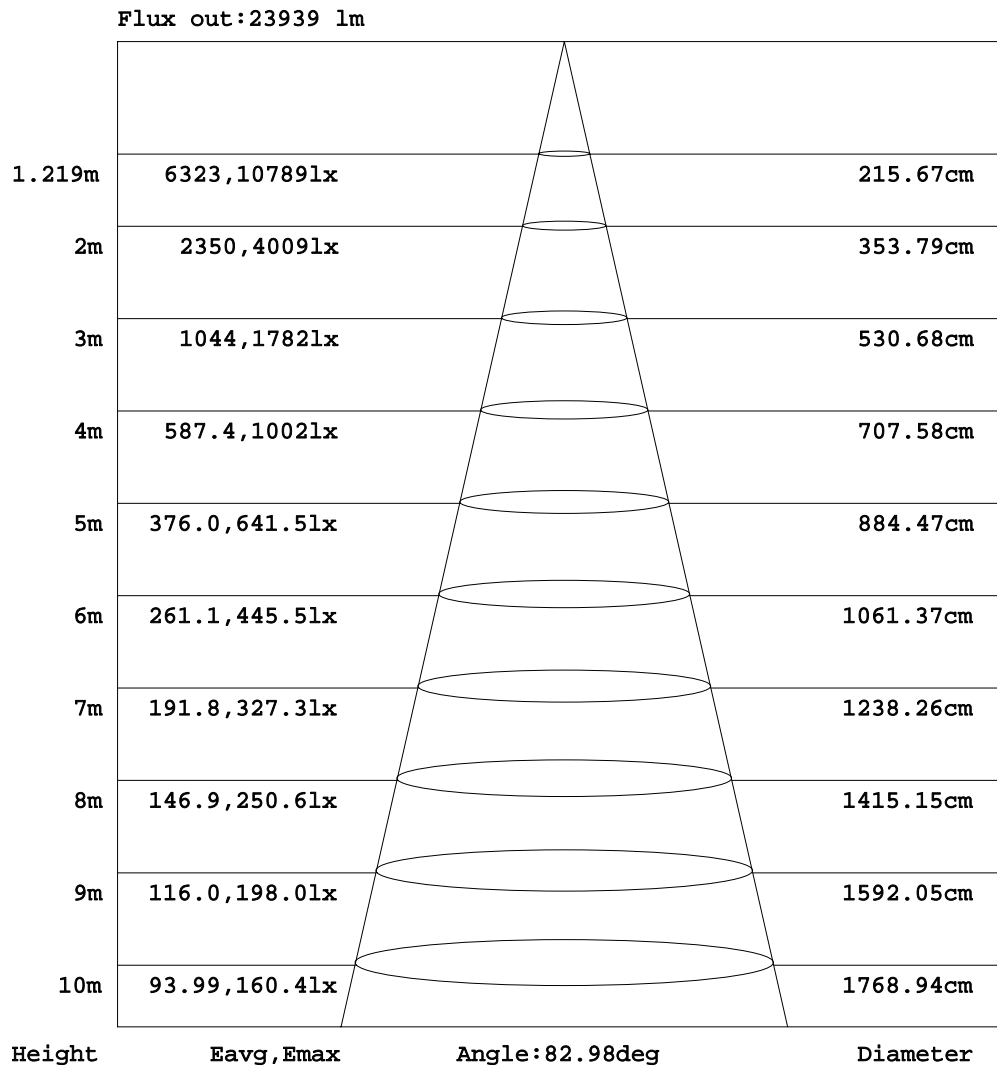 Flux out:23939 lm
1.219m 6323,10789lx 215.67cm
2m 2350,4009lx 353.79cm
3m 1044,1782lx 530.68cm
4m 587.4,1002lx 707.58cm
5m 376.0,641.5lx 884.47cm
6m 261.1,445.5lx 1061.37cm
7m 191.8,327.3lx 1238.26cm
8m 146.9,250.6lx 1415.15cm
9m 116.0,198.0lx 1592.05cm
10m 93.99,160.4lx 1768.94cm
Height Eavg,Emax Angle:82.98deg Diameter